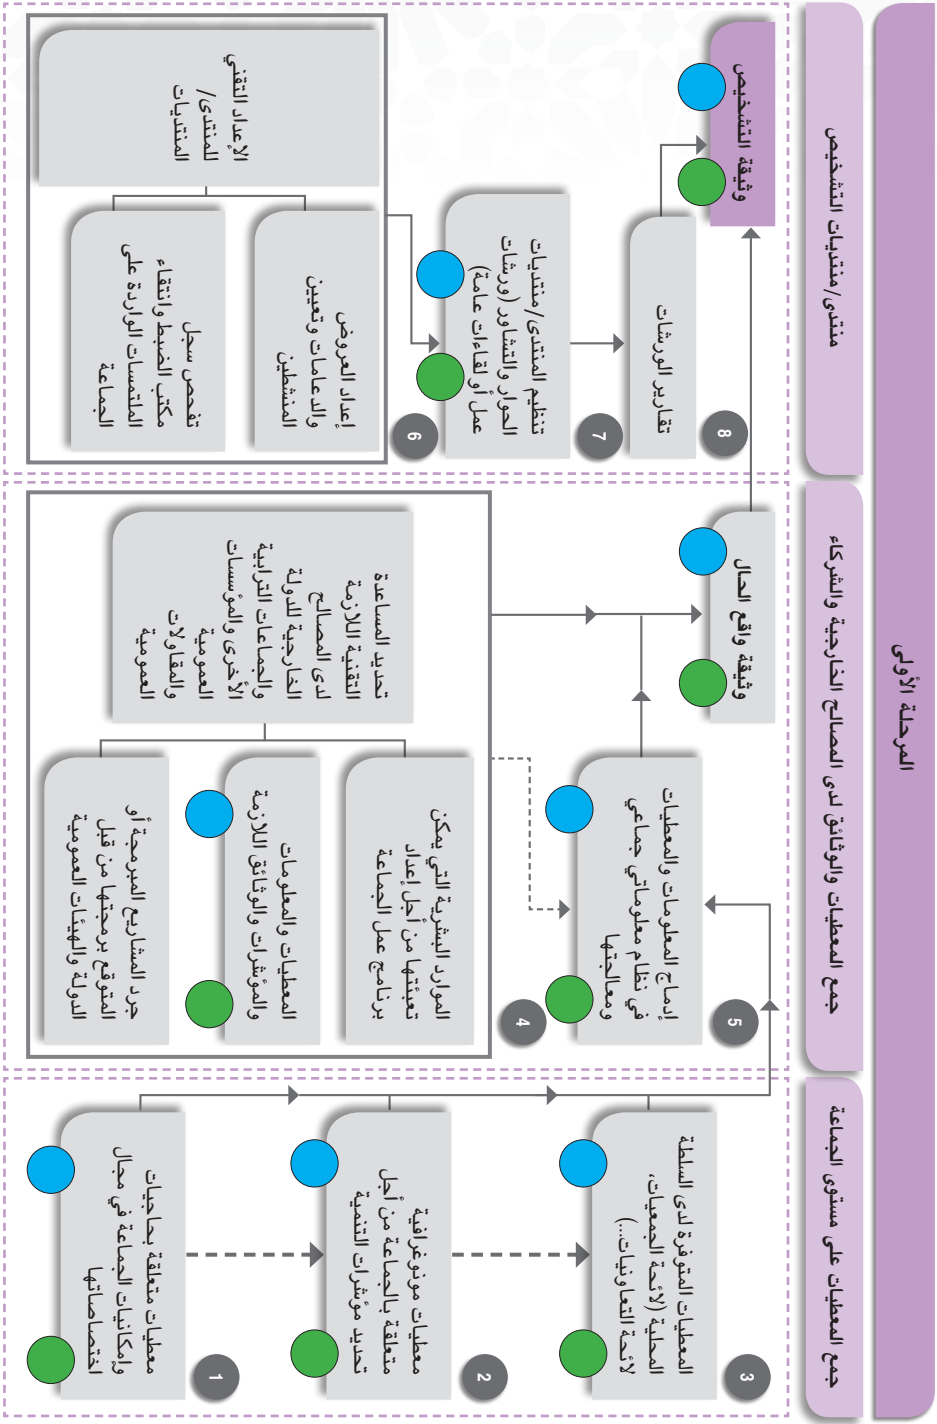 المرحلة الأولى
جمع المعطيات على مستوى الجماعة
جمع المعطيات والوثائق لدى المصالح الخارجية والشركاء
منتدى/منتديات التشخيص
3
المعطيات المتوفرة لدى السلطة
المحلية (لائحة الجمعيات،
لائحة التعاونيات...)
2
معطيات مونوغرافية
متعلقة بالجماعة من أجل
تحديد مؤشرات التنمية
1
معطيات متعلقة بحاجيات
وإمكانيات الجماعة في مجال
اختصاصاتها
وثيقة واقع الحال
5
إدماج المعلومات والمعطيات
في نظام معلوماتي جماعي
ومعالجتها
4
الموارد البشرية التي يمكن
تعبئتها من أجل إعداد
برنامج عمل الجماعة
المعطيات والمعلومات
والمؤشرات والوثائق اللازمة
جرد المشاريع المبرمجة أو
المتوقع برمجتها من قبل
الدولة والهيئات العمومية
تحديد المساعدة
التقنية اللازمة
لدى المصالح
الخارجية للدولة
والجماعات الترابية
الأخرى والمؤسسات
العمومية
والمقاولات
العمومية
وثيقة التشخيص
8
تقارير الورشات
7
تنظيم المنتدى/منتديات
الحوار والتشاور (ورشات
عمل أو لقاءات عامة)
6
إعداد العروض
والدعامات وتعيين
المنشطين
تفحص سجل
مكتب الضبط وانتقاء
الملتمسات الواردة على
الجماعة
الإعداد التقني
للمنتدى/
المنتديات